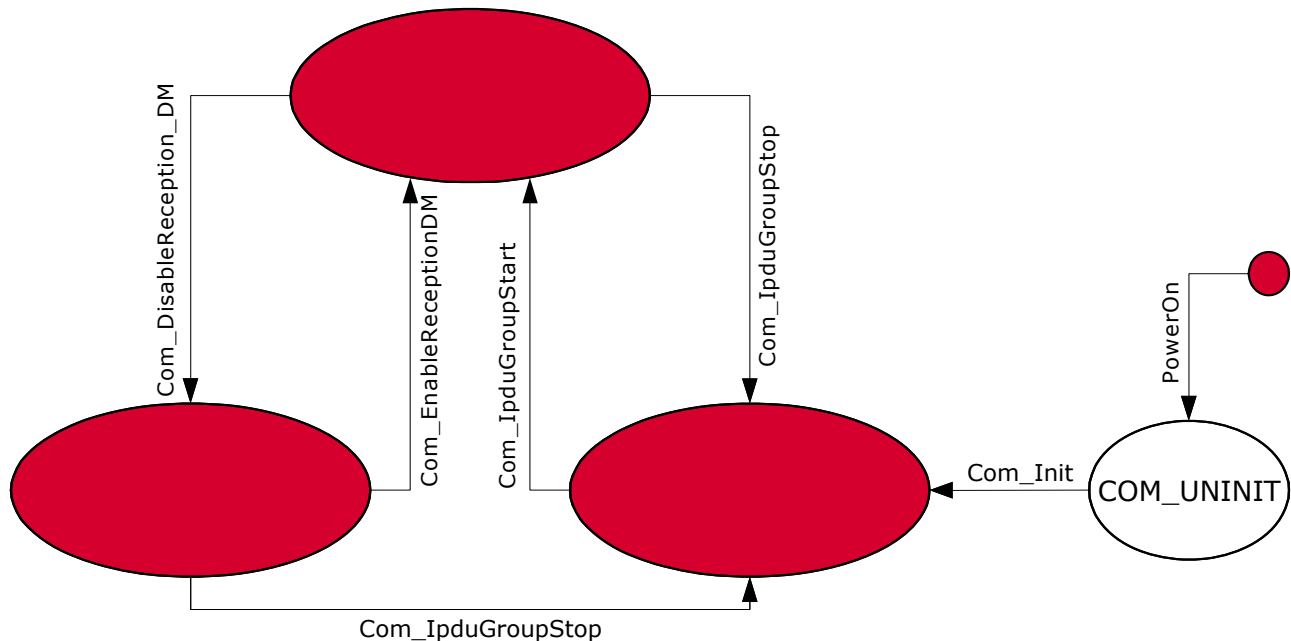 Com_DisableReception_DM
Com_EnableReceptionDM
Com_IpduGroupStart
Com_IpduGroupStop
PowerOn
Com_Init
COM_UNINIT
Com_IpduGroupStop